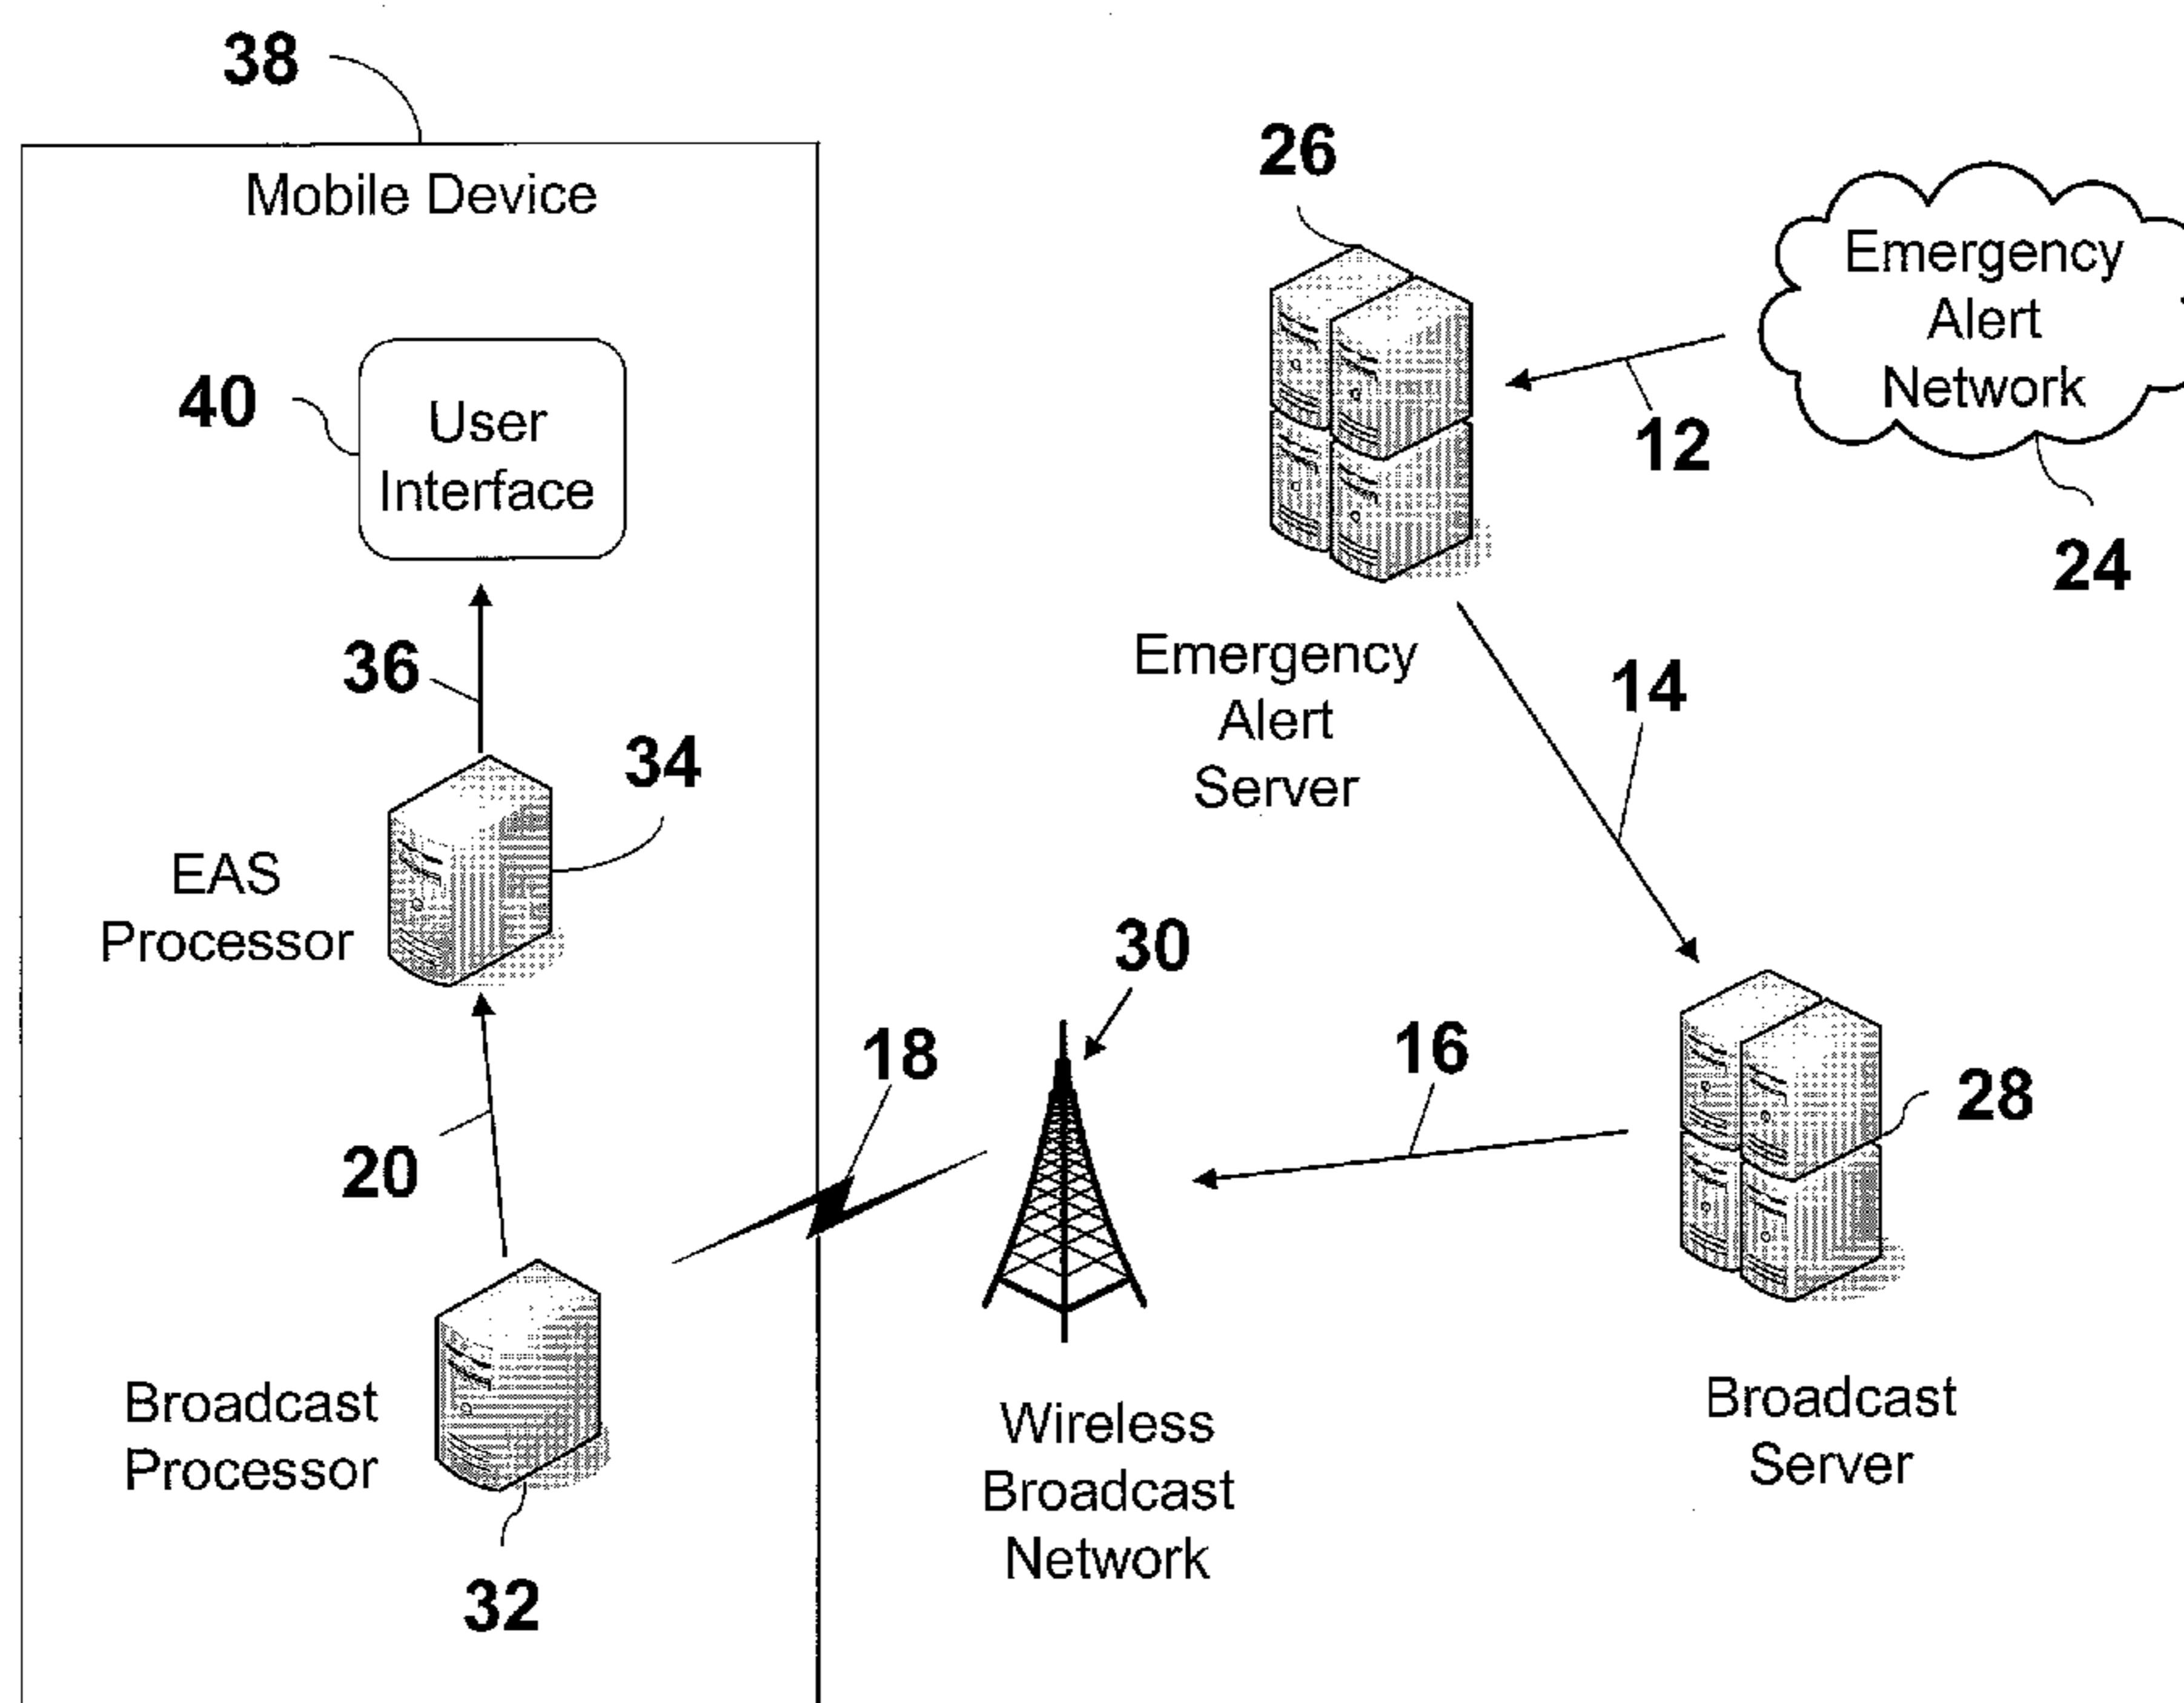 38
Mobile Device
40
User
Interface
36
34
EAS
Processor
20
Broadcast
Processor
32
18
26
Emergency
Alert
Server
Emergency
Alert
Network
12
24
14
30
16
28
Wireless
Broadcast
Network
Broadcast
Server